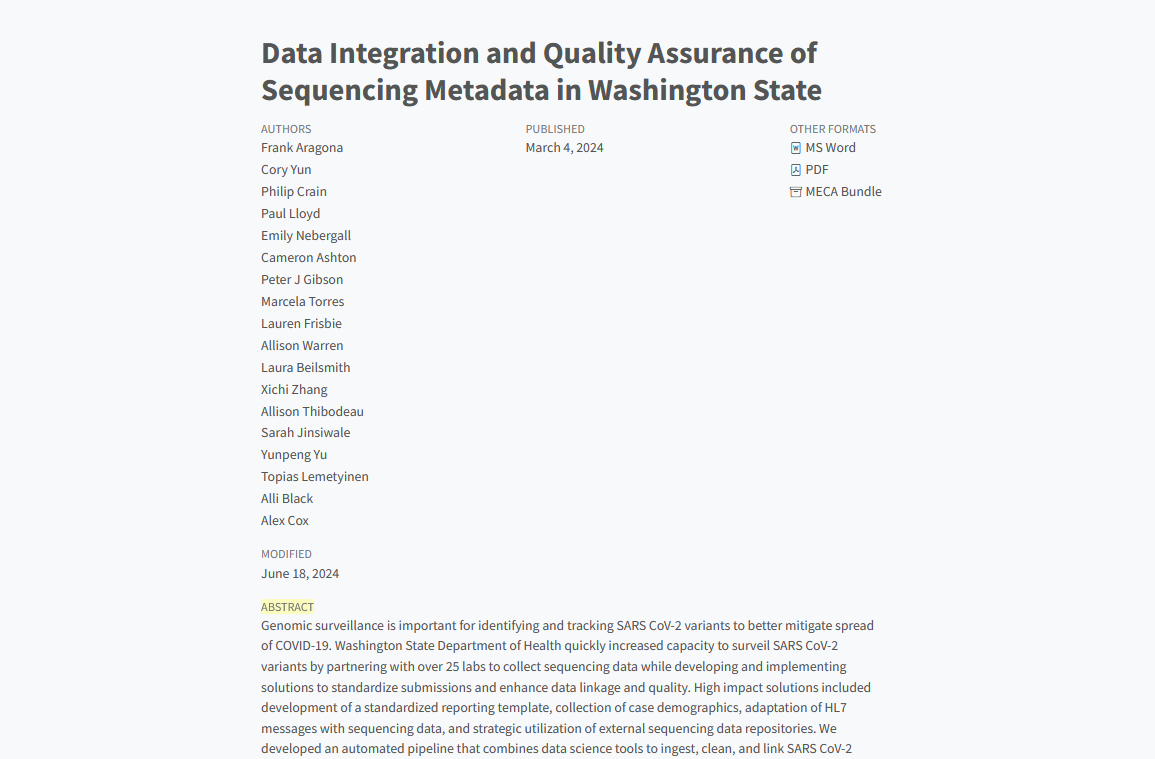 Data Integration and Quality Assurance of
Sequencing Metadata in Washington State
AUTHORS
Frank Aragona
Cory Yun
Philip Crain
Paul Lloyd
Emily Nebergall
Cameron Ashton
Peter J Gibson
Marcela Torres
Lauren Frisbie
Allison Warren
Laura Beilsmith
Xichi Zhang
Allison Thibodeau
Sarah Jinsiwale
Yunpeng Yu
Topias Lemetyinen
Alli Black
Alex Cox
PUBLISHED
March 4, 2024
OTHER FORMATS
MS Word
PDF
MECA Bundle
MODIFIED
June 18, 2024
ABSTRACT
Genomic surveillance is important for identifying and tracking SARS CoV-2 variants to better mitigate spread
of COVID-19. Washington State Department of Health quickly increased capacity to surveil SARS CoV-2
variants by partnering with over 25 labs to collect sequencing data while developing and implementing
solutions to standardize submissions and enhance data linkage and quality. High impact solutions included
development of a standardized reporting template, collection of case demographics, adaptation of HL7
messages with sequencing data, and strategic utilization of external sequencing data repositories. We
developed an automated pipeline that combines data science tools to ingest, clean, and link SARS CoV-2